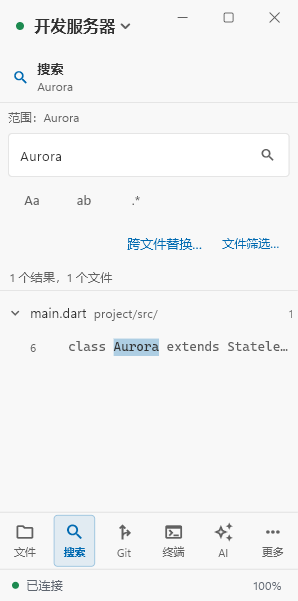 开发服务器
搜索
Aurora
范围：Aurora
Aurora
Aa ab .*
跨文件替换... 文件筛选...
1 个结果，1 个文件
main.dart project/src/ 1
6 class Aurora extends Statele…
文件 搜索 Git 终端 AI 更多
已连接 100%